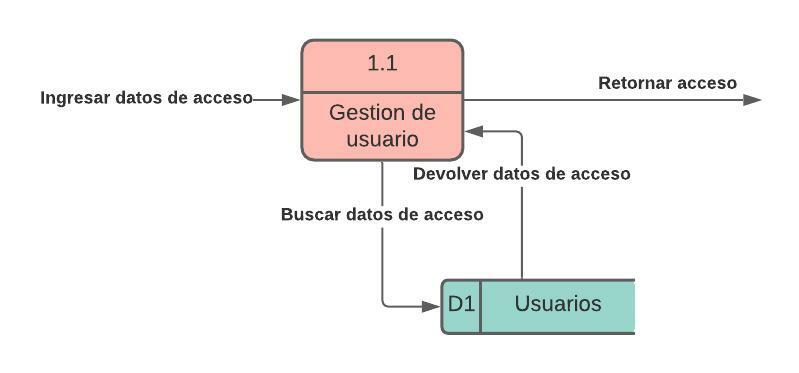 1.1
Retornar acceso
Ingresar datos de acceso
Gestion de
usuario
Devolver datos de acceso
Buscar datos de acceso
D1
Usuarios